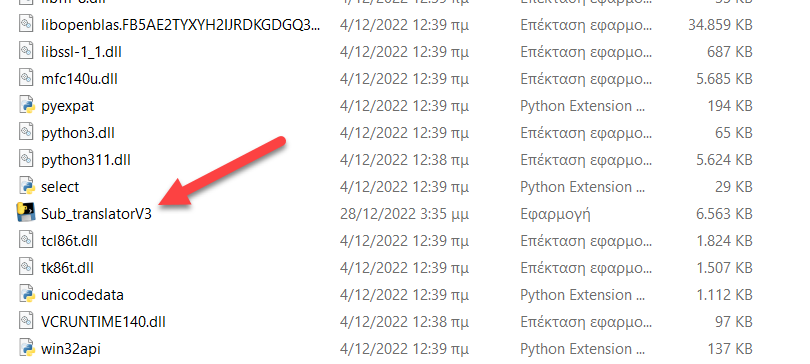 libopenblas.FB5AE2TYXYH2IJRDKGDGQ3... 4/12/2022 12:39 πμ Επέκταση εφαρμο... 34.859 KB
libssl-1_1.dll 4/12/2022 12:39 πμ Επέκταση εφαρμο... 687 KB
mfc140u.dll 4/12/2022 12:39 πμ Επέκταση εφαρμο... 5.685 KB
pyexpat 4/12/2022 12:39 πμ Python Extension ... 194 KB
python3.dll 4/12/2022 12:39 πμ Επέκταση εφαρμο... 65 KB
python311.dll 4/12/2022 12:38 πμ Επέκταση εφαρμο... 5.624 KB
select 4/12/2022 12:39 πμ Python Extension ... 29 KB
Sub_translatorV3 28/12/2022 3:35 μμ Εφαρμογή 6.563 KB
tcl86t.dll 4/12/2022 12:39 πμ Επέκταση εφαρμο... 1.824 KB
tk86t.dll 4/12/2022 12:39 πμ Επέκταση εφαρμο... 1.507 KB
unicodedata 4/12/2022 12:39 πμ Python Extension ... 1.112 KB
VCRUNTIME140.dll 4/12/2022 12:38 πμ Επέκταση εφαρμο... 97 KB
win32api 4/12/2022 12:39 πμ Python Extension ... 137 KB